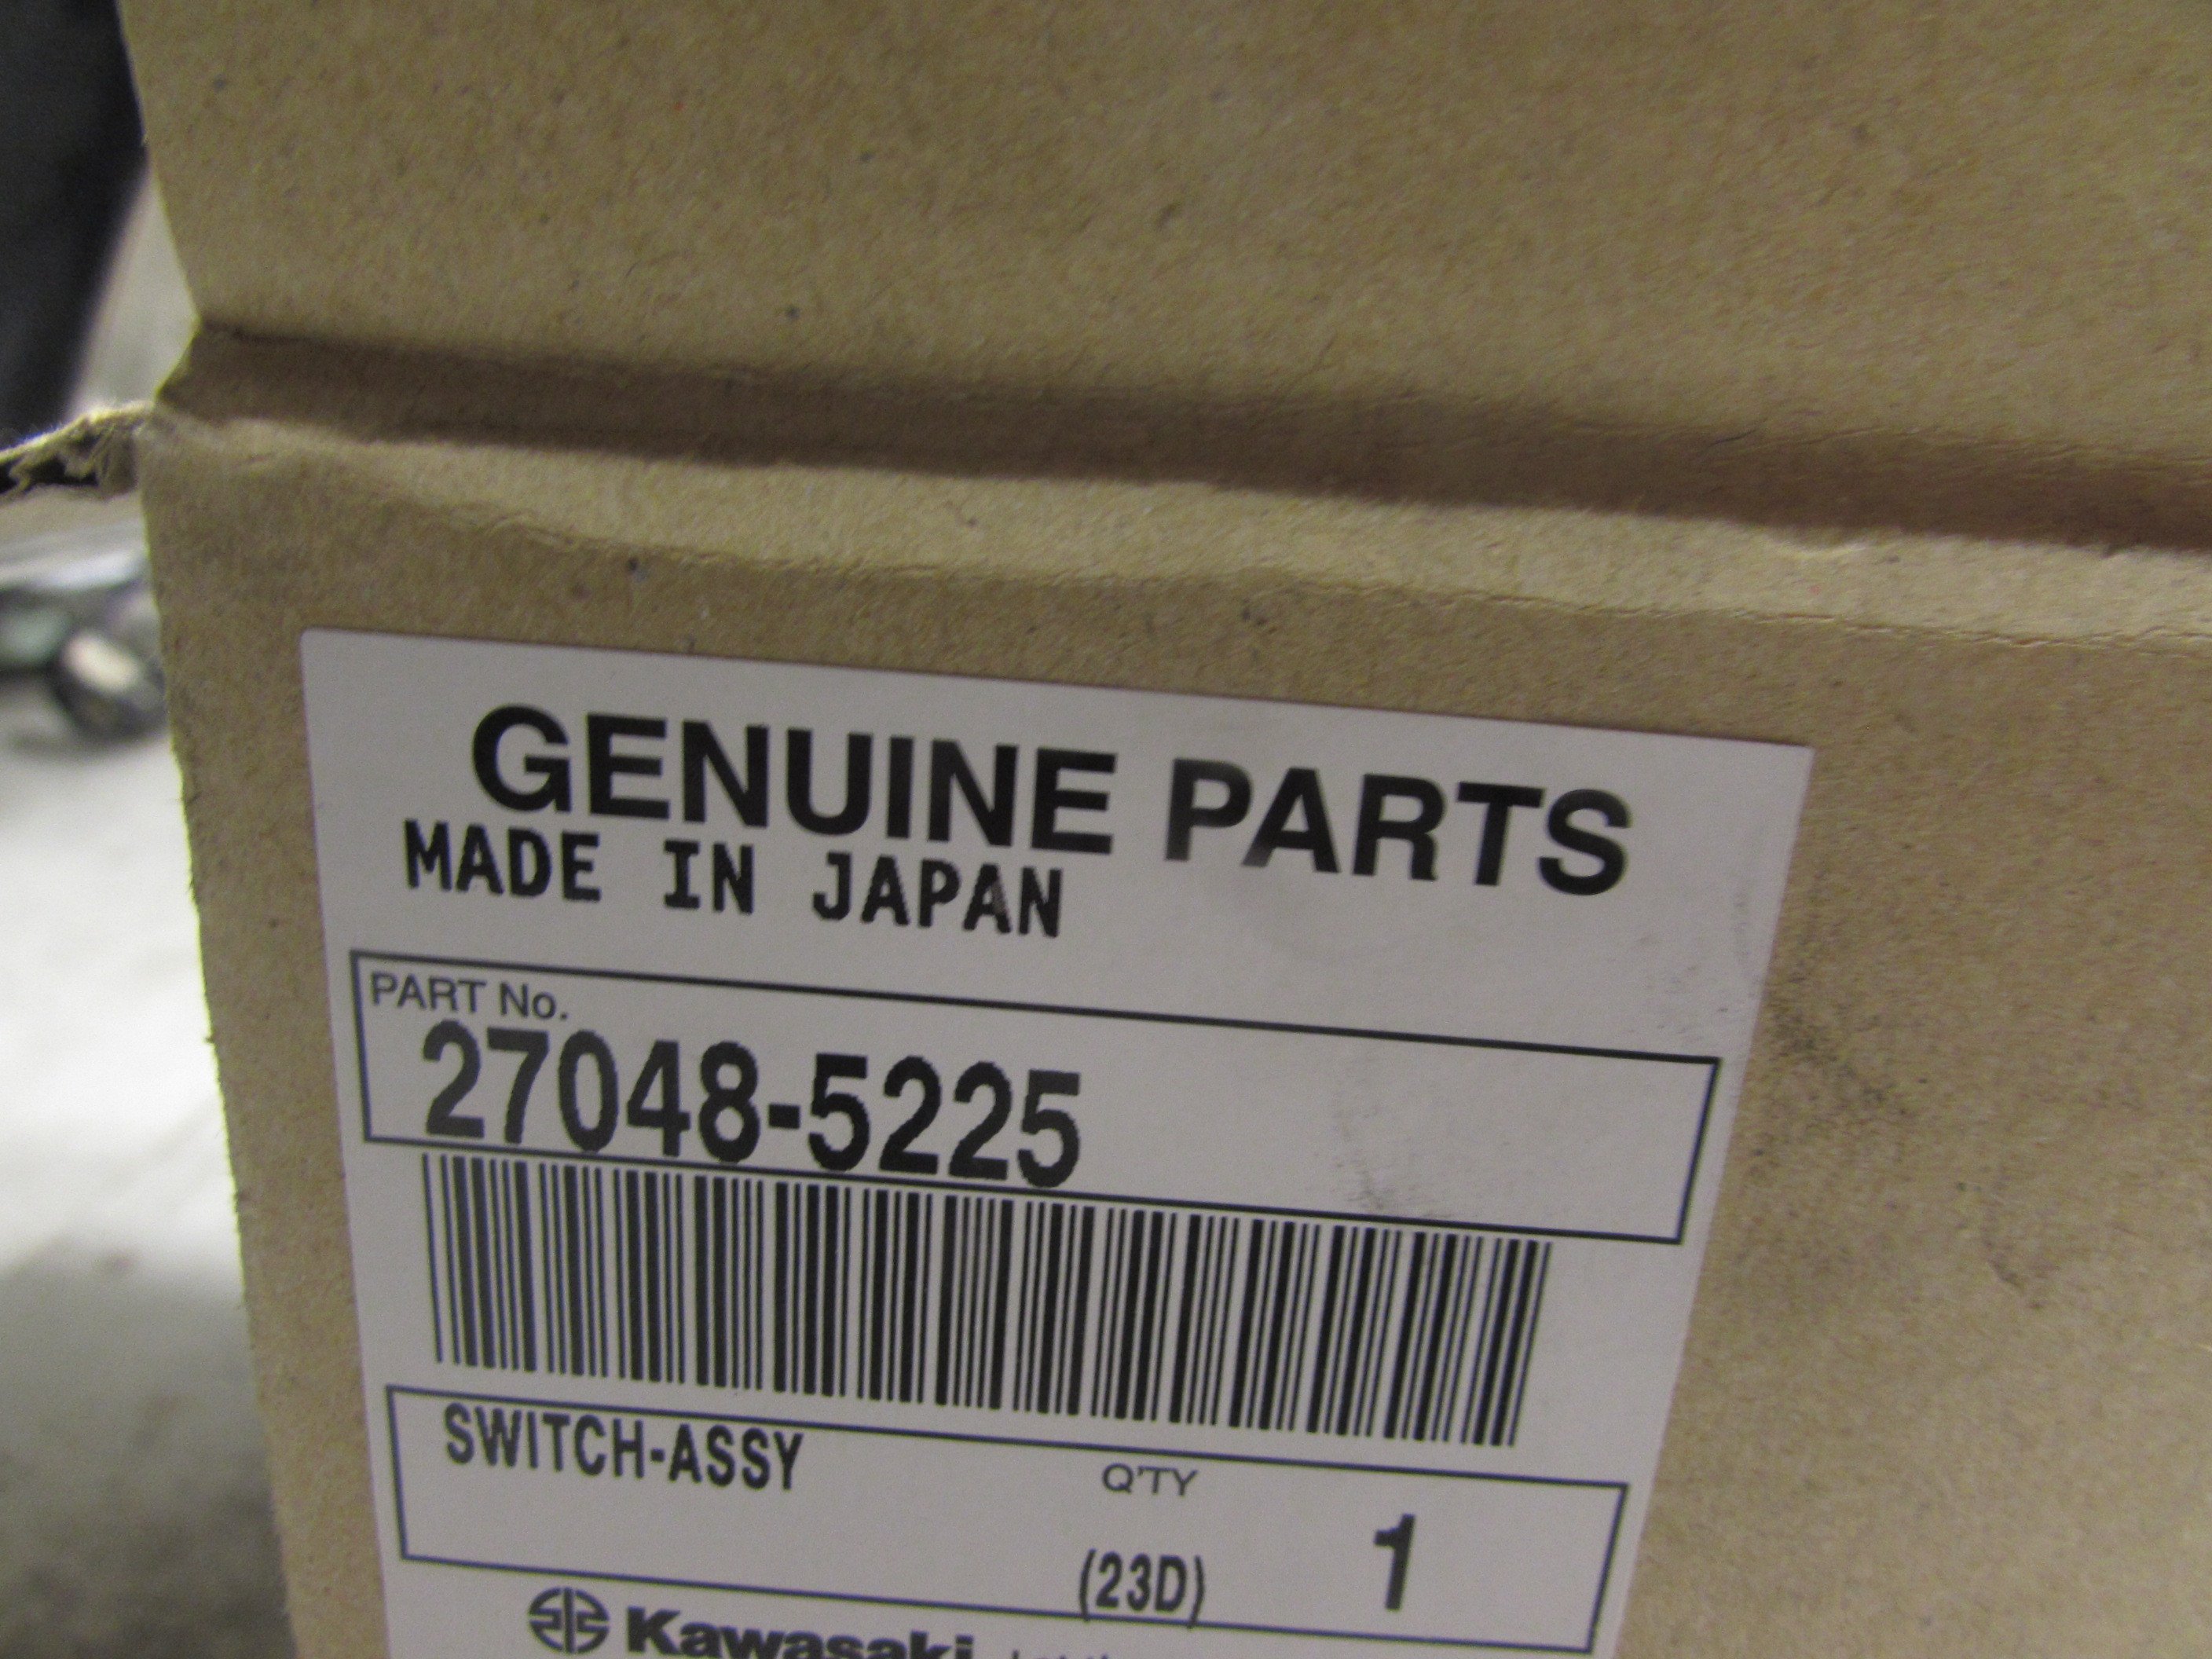 GENUINE PARTS
MADE IN JAPAN
PART No.
27048-5225
SWITCH-ASSY
Q'TY
(23D)
1
Kawasaki